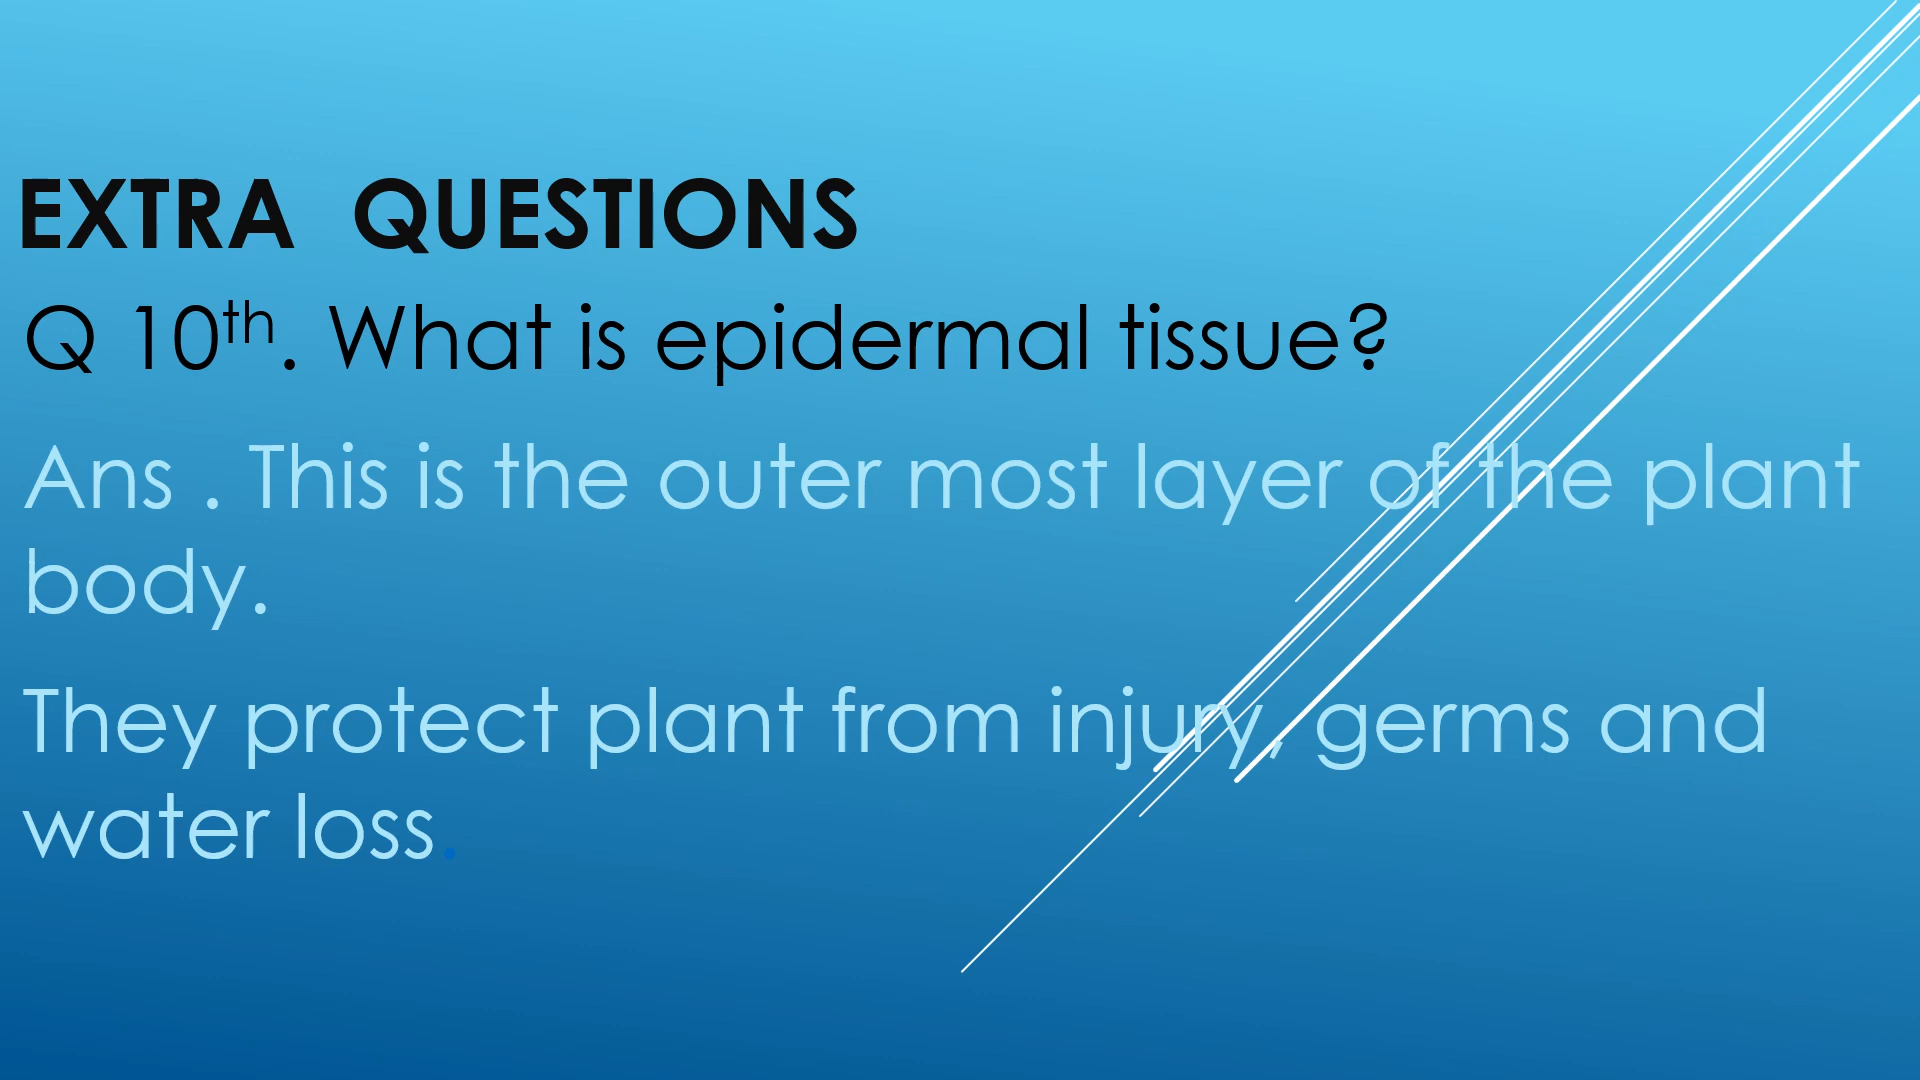 EXTRA QUESTIONS
Q 10th. What is epidermal tissue?
Ans . This is the outer most layer of the plant
body.
They protect plant from injury, germs and
water loss.